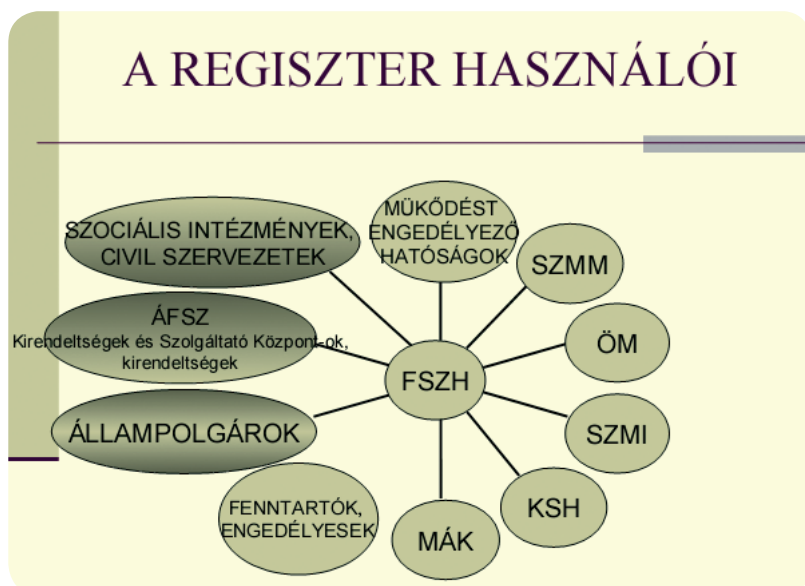 A REGISZTER HASZNÁLÓI
SZOCIÁLIS INTÉZMÉNYEK,
CIVIL SZERVEZETEK
MÜKŐDÉST
ENGEDÉLYEZŐ
HATÓSÁGOK
SZMM
ÁFSZ
Kirendeltségek és Szolgáltató Központ-ok,
kirendeltségek
ÖM
FSZH
ÁLLAMPOLGÁROK
SZMI
FENNTARTÓK,
ENGEDÉLYESEK
MÁK
KSH